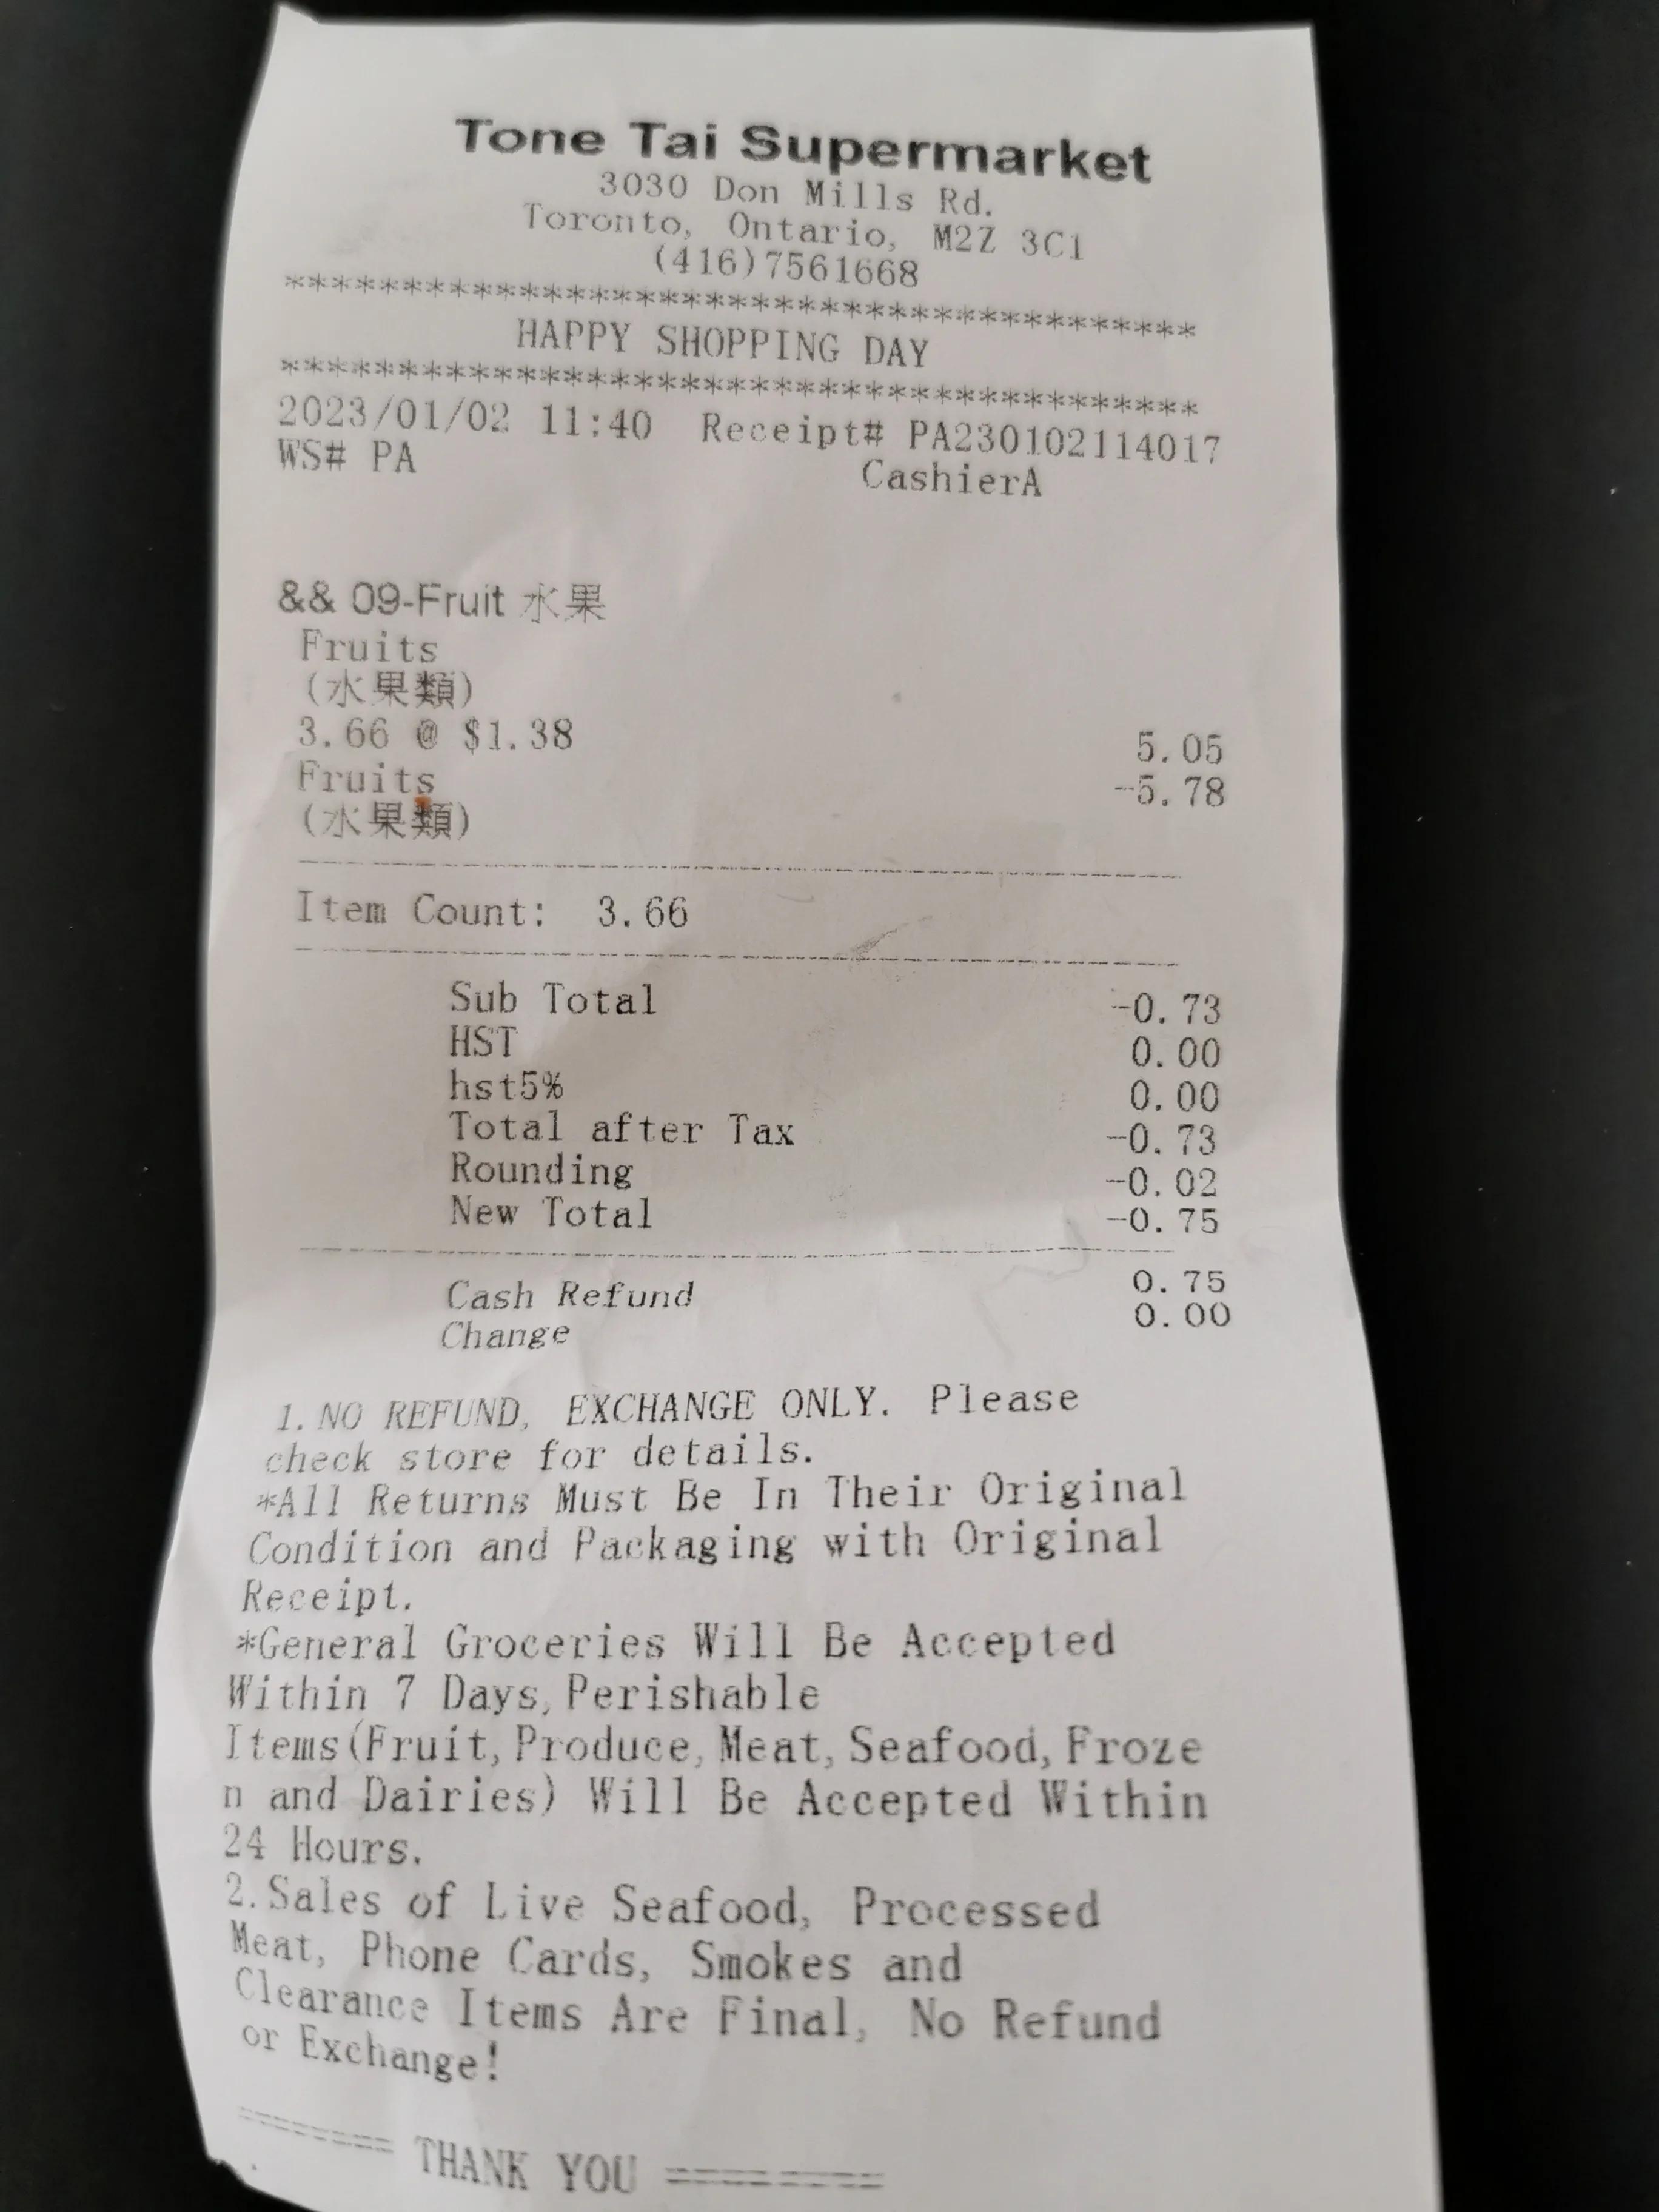 Tone Tai Supermarket
3030 Don Mills Rd.
Toronto, Ontario, M2Z 3C1
(416)7561668
***************************************
HAPPY SHOPPING DAY
***************************************
2023/01/02 11:40 Receipt# PA230102114017
WS# PA CashierA
&& 09-Fruit 水果
Fruits
(水果類)
3.66 @ $1.38 5.05
Fruits -5.78
(水果類)
Item Count: 3.66
Sub Total -0.73
HST 0.00
hst5% 0.00
Total after Tax -0.73
Rounding -0.02
New Total -0.75
Cash Refund 0.75
Change 0.00
1. NO REFUND, EXCHANGE ONLY. Please
check store for details.
*All Returns Must Be In Their Original
Condition and Packaging with Original
Receipt.
*General Groceries Will Be Accepted
Within 7 Days, Perishable
Items(Fruit, Produce, Meat, Seafood, Froze
n and Dairies) Will Be Accepted Within
24 Hours.
2. Sales of Live Seafood, Processed
Meat, Phone Cards, Smokes and
Clearance Items Are Final, No Refund
or Exchange!
======= THANK YOU ========